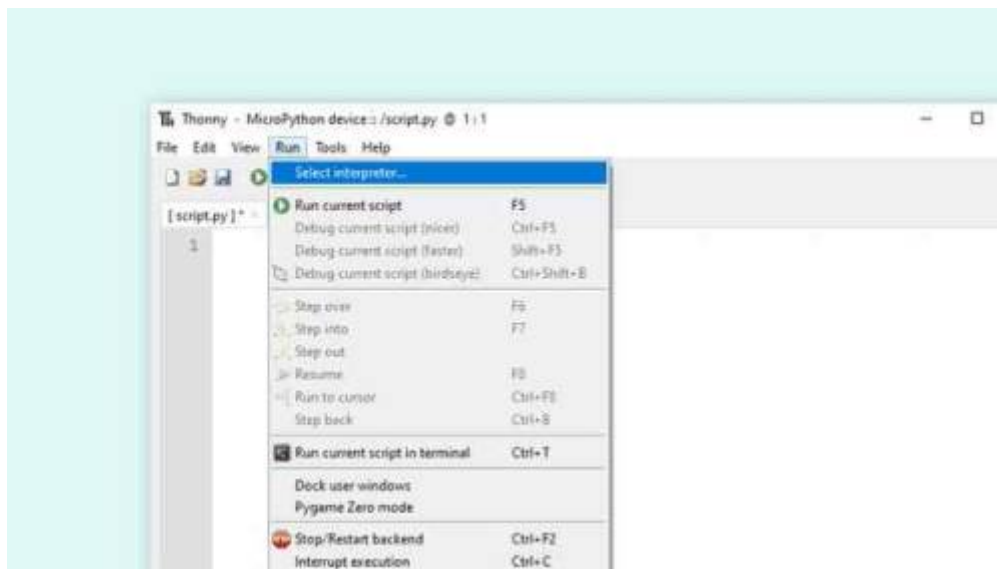 Thonny - MicroPython device :: /script.py @ 1 : 1
File Edit View Run Tools Help
Select interpreter...
[ script.py ] *
1
Run current script F5
Debug current script (nicer) Ctrl+F5
Debug current script (faster) Shift+F5
Debug current script (birdseye) Ctrl+Shift+B
Step over F6
Step into F7
Step out
Resume F8
Run to cursor Ctrl+F8
Step back Ctrl+B
Run current script in terminal Ctrl+T
Dock user windows
Pygame Zero mode
Stop/Restart backend Ctrl+F2
Interrupt execution Ctrl+C